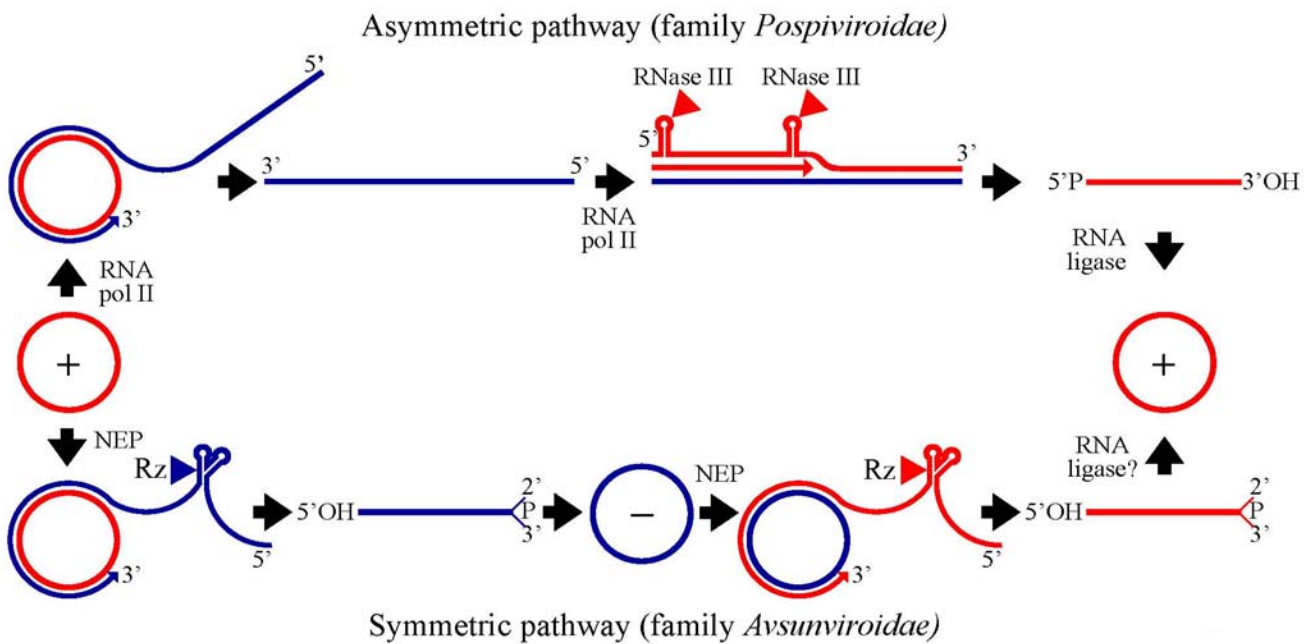 Asymmetric pathway (family Pospiviroidae)
5’
RNase III
RNase III
5’
3’
3’
5’
3’
5’P
3’OH
RNA
pol II
RNA
ligase
RNA
pol II
+
+
NEP
Rz
NEP
Rz
RNA
ligase?
5’OH
2’
P
3’
−
5’OH
2’
P
3’
5’
3’
5’
3’
Symmetric pathway (family Avsunviroidae)